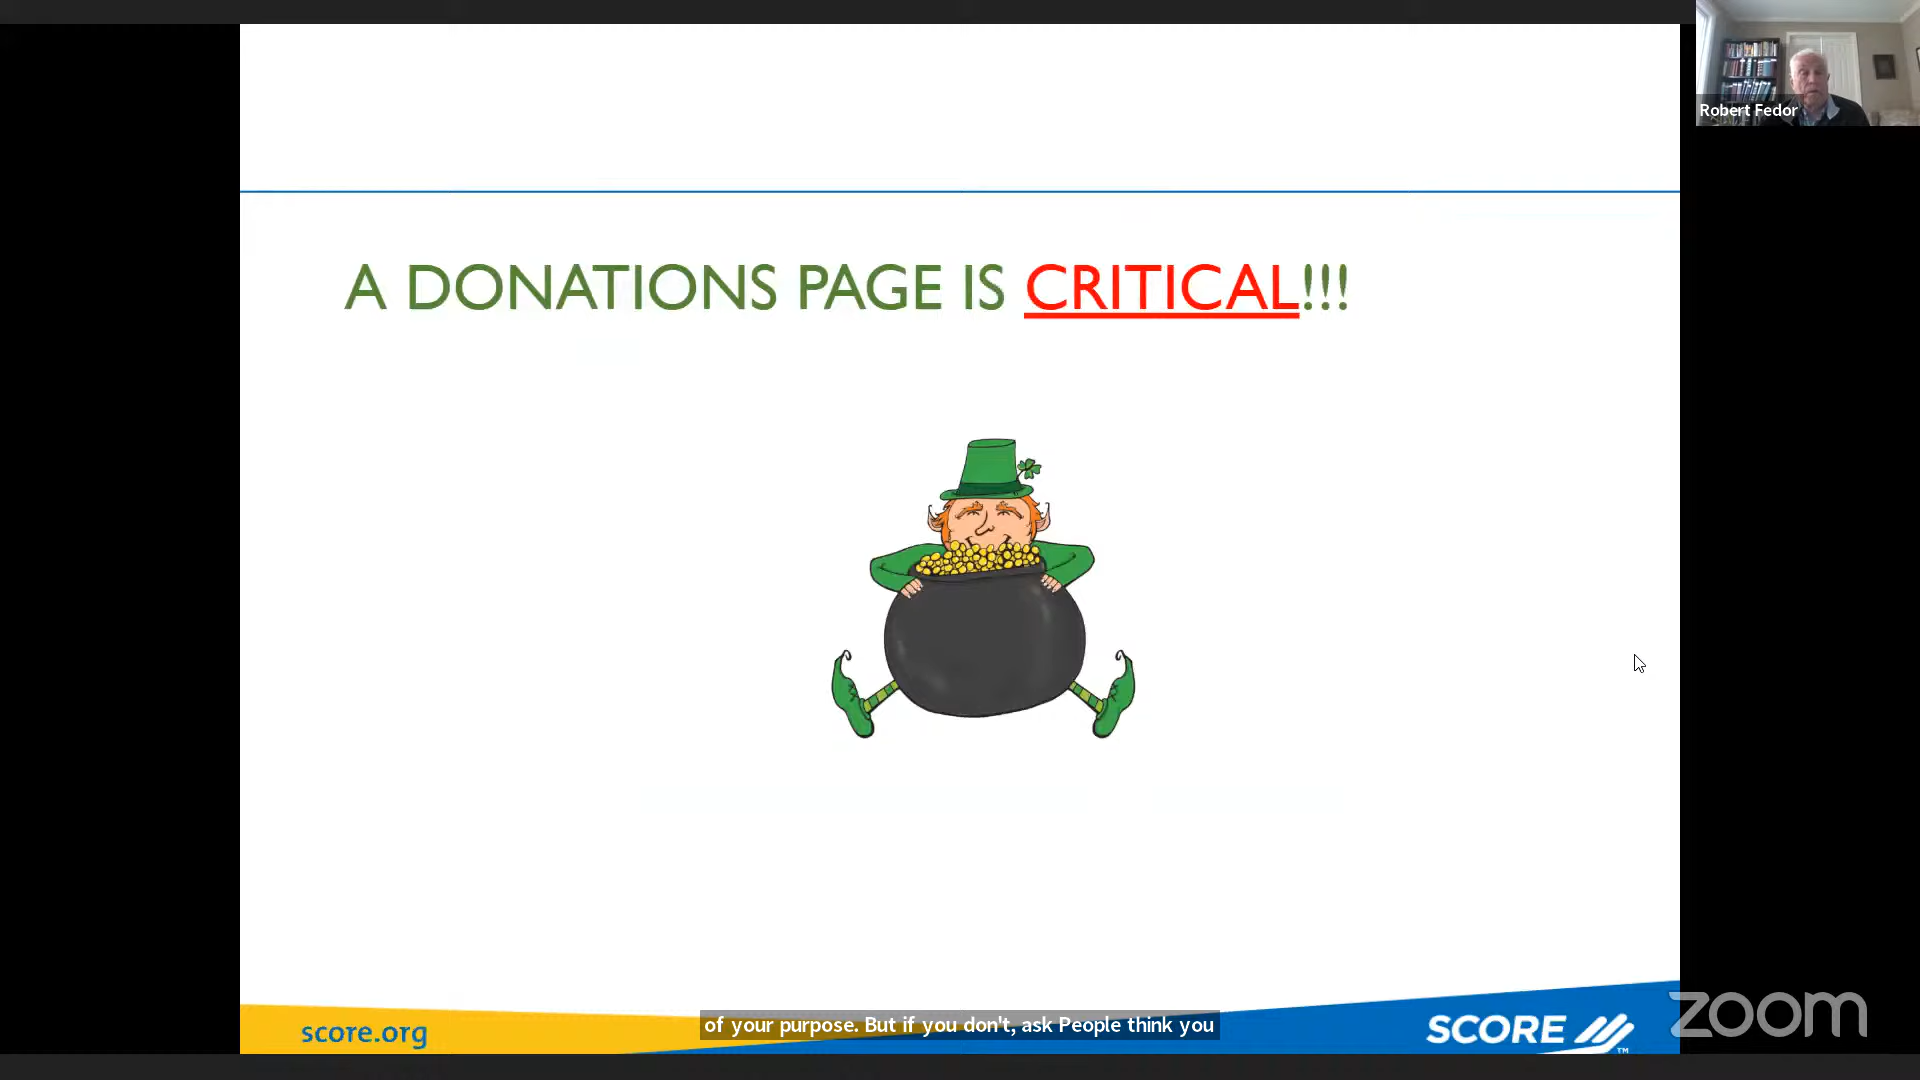 Robert Fedor
A DONATIONS PAGE IS CRITICAL!!!
of your purpose. But if you don't, ask People think you
score.org
SCORE
TM
zoom